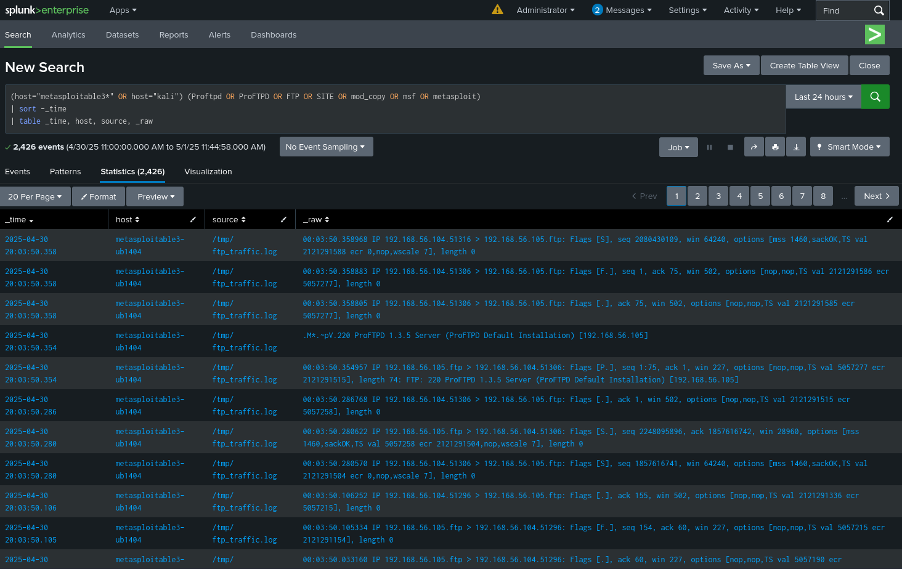 splunk>enterprise Apps Administrator 2 Messages Settings Activity Help Find
Search Analytics Datasets Reports Alerts Dashboards
New Search
Save As Create Table View Close
(host="metasploitable3*" OR host="kali") (Proftpd OR ProFTPD OR FTP OR SITE OR mod_copy OR msf OR metasploit)
| sort -_time
| table _time, host, source, _raw
Last 24 hours
2,426 events (4/30/25 11:00:00.000 AM to 5/1/25 11:44:58.000 AM) No Event Sampling Job Smart Mode
Events Patterns Statistics (2,426) Visualization
20 Per Page Format Preview Prev 1 2 3 4 5 6 7 8 ... Next
_time host source _raw
2025-04-30 metasploitable3- /tmp/ 00:03:50.358968 IP 192.168.56.104.51316 > 192.168.56.105.ftp: Flags [S], seq 2086430109, win 64240, options [mss 1460,sackOK,TS val
20:03:50.358 ub1404 ftp_traffic.log 2121291588 ecr 0,nop,wscale 7], length 0
2025-04-30 metasploitable3- /tmp/ 00:03:50.358883 IP 192.168.56.104.51306 > 192.168.56.105.ftp: Flags [F.], seq 1, ack 75, win 502, options [nop,nop,TS val 2121291586 ecr
20:03:50.358 ub1404 ftp_traffic.log 5057277], length 0
2025-04-30 metasploitable3- /tmp/ 00:03:50.358805 IP 192.168.56.104.51306 > 192.168.56.105.ftp: Flags [.], ack 75, win 502, options [nop,nop,TS val 2121291585 ecr
20:03:50.358 ub1404 ftp_traffic.log 5057277], length 0
2025-04-30 metasploitable3- /tmp/ .M*.~pV.220 ProFTPD 1.3.5 Server (ProFTPD Default Installation) [192.168.56.105]
20:03:50.354 ub1404 ftp_traffic.log
2025-04-30 metasploitable3- /tmp/ 00:03:50.354957 IP 192.168.56.105.ftp > 192.168.56.104.51306: Flags [P.], seq 1:75, ack 1, win 227, options [nop,nop,TS val 5057277 ecr
20:03:50.354 ub1404 ftp_traffic.log 2121291515], length 74: FTP: 220 ProFTPD 1.3.5 Server (ProFTPD Default Installation) [192.168.56.105]
2025-04-30 metasploitable3- /tmp/ 00:03:50.286768 IP 192.168.56.104.51306 > 192.168.56.105.ftp: Flags [.], ack 1, win 502, options [nop,nop,TS val 2121291515 ecr
20:03:50.286 ub1404 ftp_traffic.log 5057258], length 0
2025-04-30 metasploitable3- /tmp/ 00:03:50.280622 IP 192.168.56.105.ftp > 192.168.56.104.51306: Flags [S.], seq 2248095896, ack 1857616742, win 28960, options [mss
20:03:50.280 ub1404 ftp_traffic.log 1460,sackOK,TS val 5057258 ecr 2121291504,nop,wscale 7], length 0
2025-04-30 metasploitable3- /tmp/ 00:03:50.280570 IP 192.168.56.104.51306 > 192.168.56.105.ftp: Flags [S], seq 1857616741, win 64240, options [mss 1460,sackOK,TS val
20:03:50.280 ub1404 ftp_traffic.log 2121291504 ecr 0,nop,wscale 7], length 0
2025-04-30 metasploitable3- /tmp/ 00:03:50.106252 IP 192.168.56.104.51296 > 192.168.56.105.ftp: Flags [.], ack 155, win 502, options [nop,nop,TS val 2121291336 ecr
20:03:50.106 ub1404 ftp_traffic.log 5057215], length 0
2025-04-30 metasploitable3- /tmp/ 00:03:50.105334 IP 192.168.56.105.ftp > 192.168.56.104.51296: Flags [F.], seq 154, ack 60, win 227, options [nop,nop,TS val 5057215 ecr
20:03:50.105 ub1404 ftp_traffic.log 2121291154], length 0
2025-04-30 metasploitable3- /tmp/ 00:03:50.033160 IP 192.168.56.105.ftp > 192.168.56.104.51296: Flags [.], ack 60, win 227, options [nop,nop,TS val 5057190 ecr